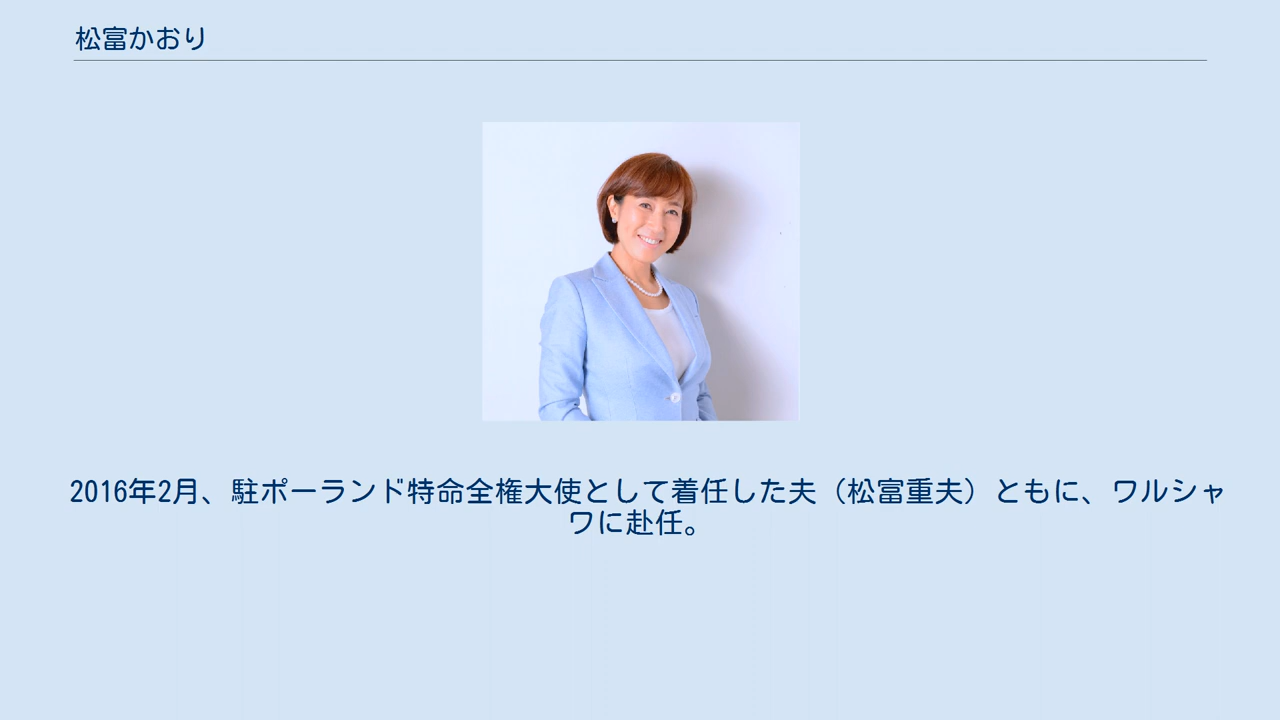 松富かおり
2016年2月、駐ポーランド特命全権大使として着任した夫（松富重夫）ともに、ワルシャ
ワに赴任。